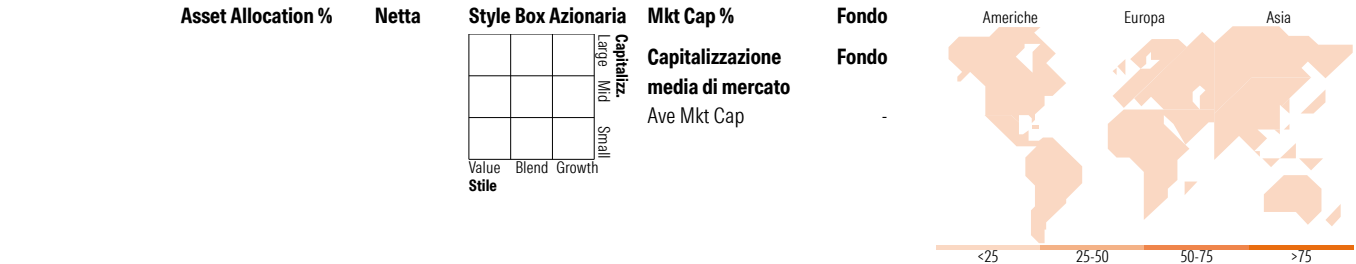 Asset Allocation % Netta
Style Box Azionaria
Capitalizz.
Large Mid Small
Value Blend Growth
Stile
Mkt Cap % Fondo
Capitalizzazione Fondo
media di mercato
Ave Mkt Cap -
Americhe Europa Asia
<25 25-50 50-75 >75